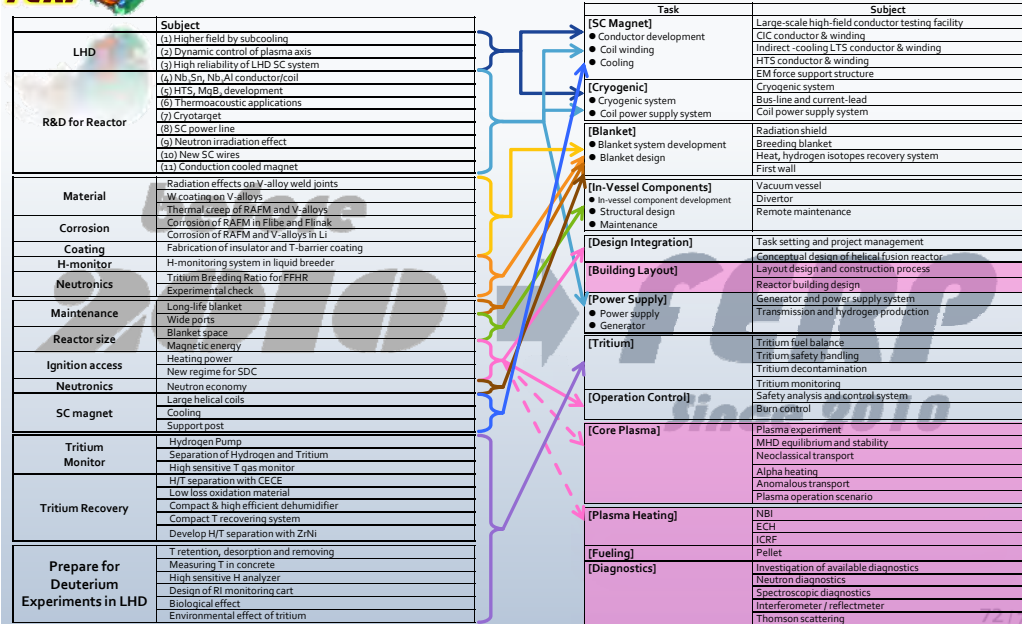 FERP
Subject
LHD
(1) Higher field by subcooling
(2) Dynamic control of plasma axis
(3) High reliability of LHD SC system
R&D for Reactor
(4) Nb3Sn, Nb3Al conductor/coil
(5) HTS, MgB2 development
(6) Thermoacoustic applications
(7) Cryotarget
(8) SC power line
(9) Neutron irradiation effect
(10) New SC wires
(11) Conduction cooled magnet
Material
Radiation effects on V-alloy weld joints
W coating on V-alloys
Thermal creep of RAFM and V-alloys
Corrosion
Corrosion of RAFM in Flibe and Flinak
Corrosion of RAFM and V-alloys in Li
Coating
Fabrication of insulator and T-barrier coating
H-monitor
H-monitoring system in liquid breeder
Neutronics
Tritium Breeding Ratio for FFHR
Experimental check
Maintenance
Long-life blanket
Wide ports
Reactor size
Blanket space
Magnetic energy
Ignition access
Heating power
New regime for SDC
Neutronics
Neutron economy
SC magnet
Large helical coils
Cooling
Support post
Tritium
Monitor
Hydrogen Pump
Separation of Hydrogen and Tritium
High sensitive T gas monitor
Tritium Recovery
H/T separation with CECE
Low loss oxidation material
Compact & high efficient dehumidifier
Compact T recovering system
Develop H/T separation with ZrNi
Prepare for
Deuterium
Experiments in LHD
T retention, desorption and removing
Measuring T in concrete
High sensitive H analyzer
Design of RI monitoring cart
Biological effect
Environmental effect of tritium
before
2010
Task
Subject
[SC Magnet]
● Conductor development
● Coil winding
● Cooling
Large-scale high-field conductor testing facility
CIC conductor & winding
Indirect -cooling LTS conductor & winding
HTS conductor & winding
EM force support structure
[Cryogenic]
● Cryogenic system
● Coil power supply system
Cryogenic system
Bus-line and current-lead
Coil power supply system
[Blanket]
● Blanket system development
● Blanket design
Radiation shield
Breeding blanket
Heat, hydrogen isotopes recovery system
First wall
[In-Vessel Components]
● In-vessel component development
● Structural design
● Maintenance
Vacuum vessel
Divertor
Remote maintenance
[Design Integration]
Task setting and project management
Conceptual design of helical fusion reactor
[Building Layout]
Layout design and construction process
Reactor building design
[Power Supply]
● Power supply
● Generator
Generator and power supply system
Transmission and hydrogen production
[Tritium]
Tritium fuel balance
Tritium safety handling
Tritium decontamination
Tritium monitoring
[Operation Control]
Safety analysis and control system
Burn control
[Core Plasma]
Plasma experiment
MHD equilibrium and stability
Neoclassical transport
Alpha heating
Anomalous transport
Plasma operation scenario
[Plasma Heating]
NBI
ECH
ICRF
[Fueling]
Pellet
[Diagnostics]
Investigation of available diagnostics
Neutron diagnostics
Spectroscopic diagnostics
Interferometer / reflectmeter
Thomson scattering
FERP
Since 2010
72 /